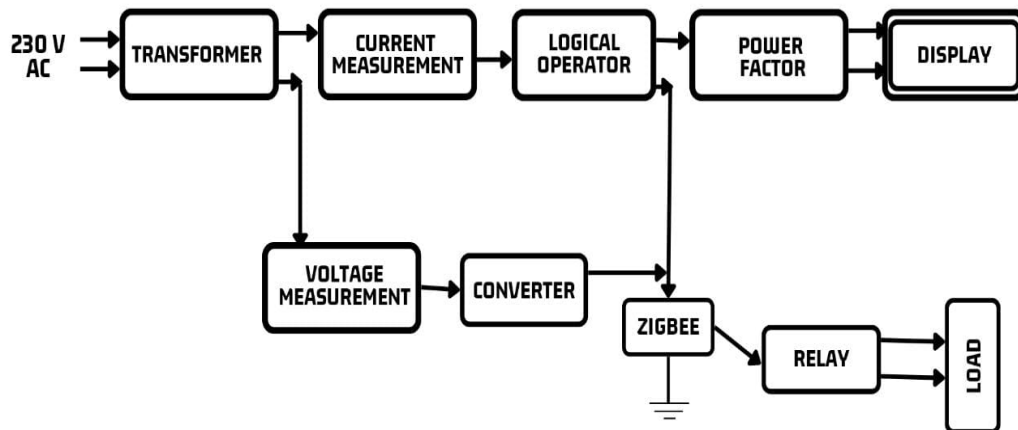 230 V
AC
TRANSFORMER
CURRENT
MEASUREMENT
LOGICAL
OPERATOR
POWER
FACTOR
DISPLAY
VOLTAGE
MEASUREMENT
CONVERTER
ZIGBEE
RELAY
LOAD